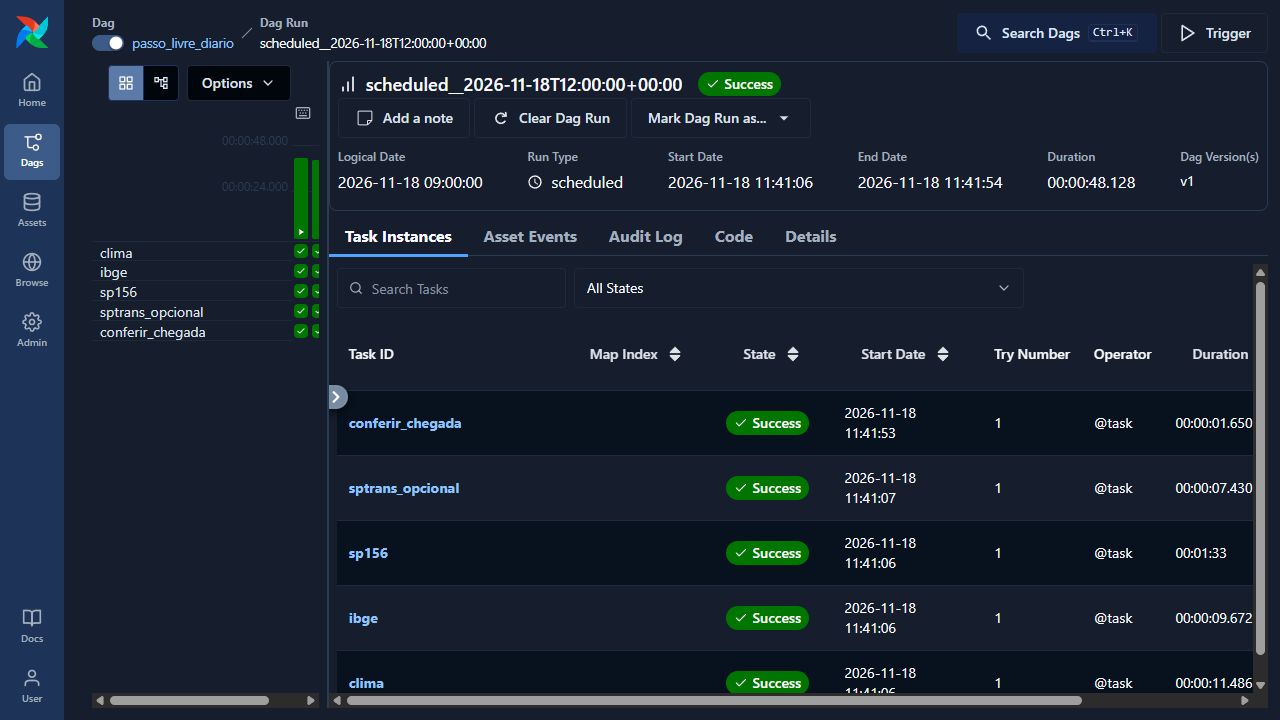 Dag
passo_livre_diario
Dag Run
scheduled__2026-11-18T12:00:00+00:00
Search Dags Ctrl+K
Trigger
Home
Dags
Assets
Browse
Admin
Docs
User
Options
00:00:48.000
00:00:24.000
clima
ibge
sp156
sptrans_opcional
conferir_chegada
scheduled__2026-11-18T12:00:00+00:00 Success
Add a note
Clear Dag Run
Mark Dag Run as...
Logical Date Run Type Start Date End Date Duration Dag Version(s)
2026-11-18 09:00:00 scheduled 2026-11-18 11:41:06 2026-11-18 11:41:54 00:00:48.128 v1
Task Instances Asset Events Audit Log Code Details
Search Tasks All States
Task ID Map Index State Start Date Try Number Operator Duration
conferir_chegada Success 2026-11-18 11:41:53 1 @task 00:00:01.650
sptrans_opcional Success 2026-11-18 11:41:07 1 @task 00:00:07.430
sp156 Success 2026-11-18 11:41:06 1 @task 00:01:33
ibge Success 2026-11-18 11:41:06 1 @task 00:00:09.672
clima Success 2026-11-18 11:41:06 1 @task 00:00:11.486